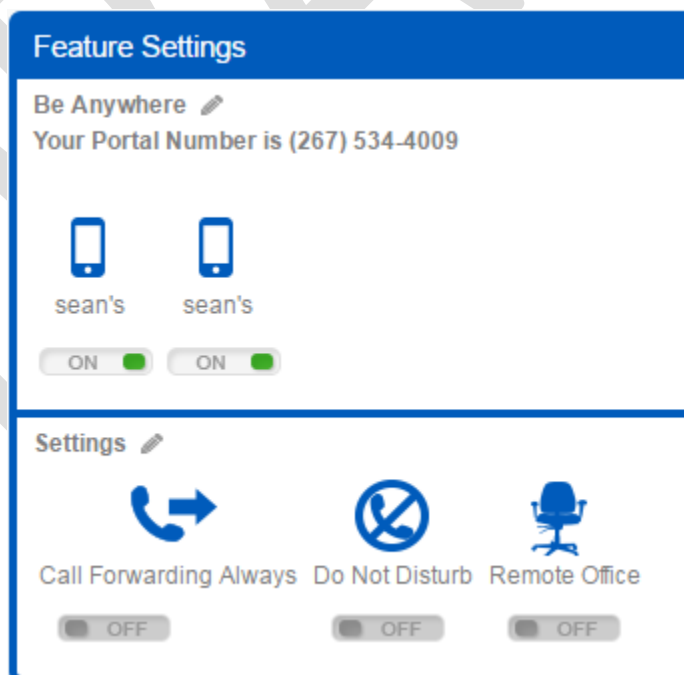 Feature Settings
Be Anywhere
Your Portal Number is (267) 534-4009
sean's sean's
ON ON
Settings
Call Forwarding Always Do Not Disturb Remote Office
OFF OFF OFF